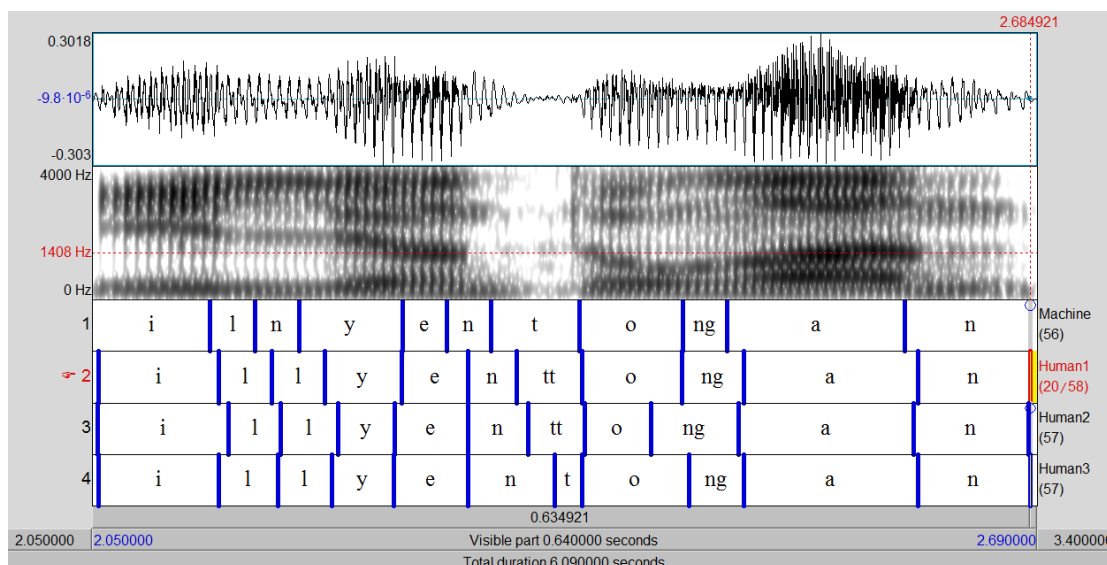 2.684921
0.3018
-9.8·10-6
-0.303
4000 Hz
1408 Hz
0 Hz
1 i l n y e n t o ng a n Machine (56)
2 i l l y e n tt o ng a n Human1 (20/58)
3 i l l y e n tt o ng a n Human2 (57)
4 i l l y e n t o ng a n Human3 (57)
0.634921
2.050000 2.050000 Visible part 0.640000 seconds 2.690000 3.400000
Total duration 6.090000 seconds